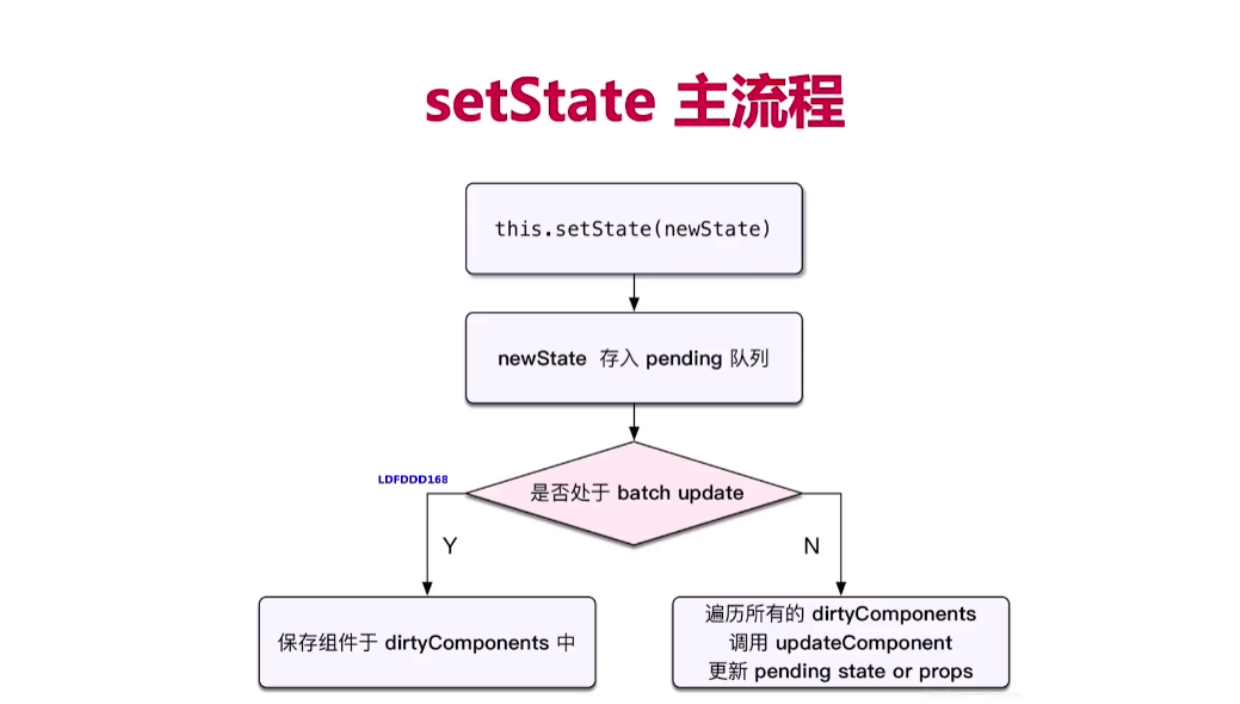 setState 主流程
this.setState(newState)
newState 存入 pending 队列
是否处于 batch update
LDFDDD168
Y
N
保存组件于 dirtyComponents 中
遍历所有的 dirtyComponents
调用 updateComponent
更新 pending state or props